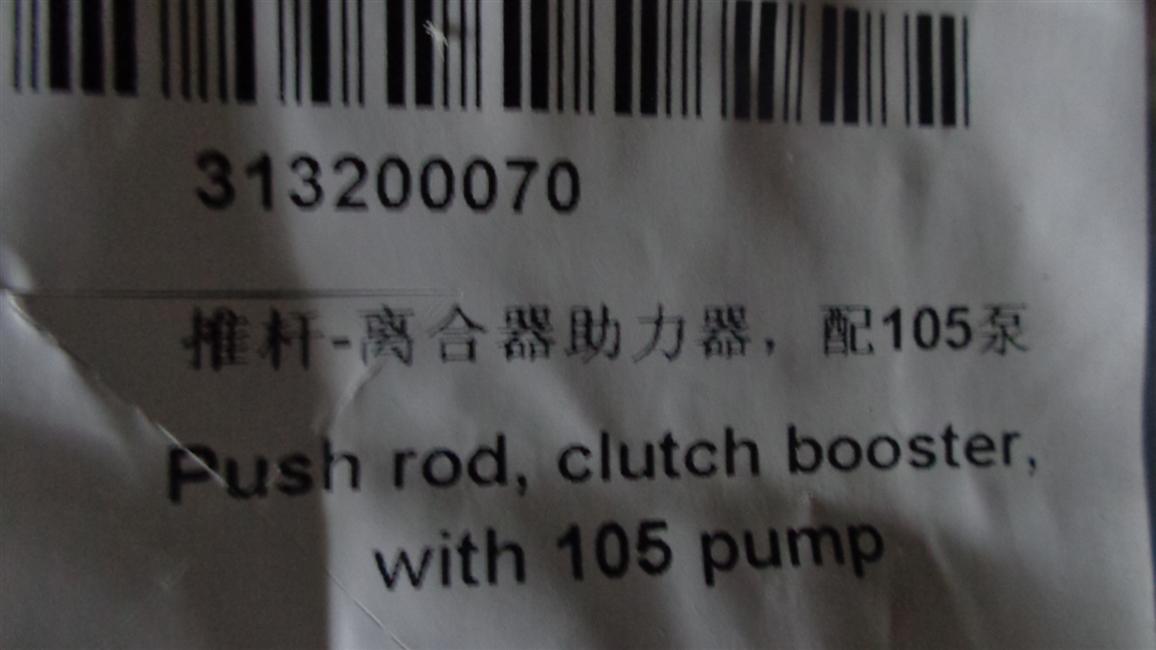 313200070
推杆-离合器助力器，配105泵
Push rod, clutch booster,
with 105 pump